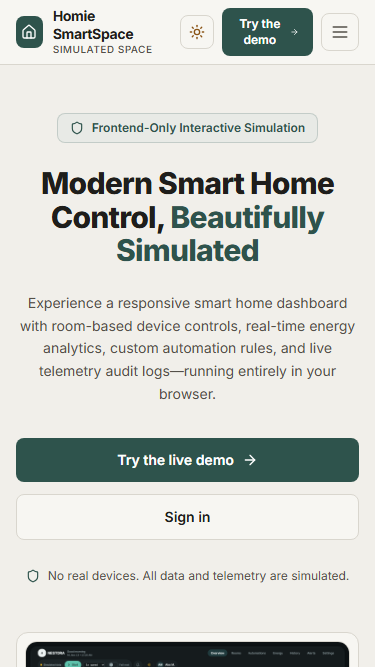 Homie
SmartSpace
SIMULATED SPACE
Try the
demo
Frontend-Only Interactive Simulation
Modern Smart Home
Control, Beautifully
Simulated
Experience a responsive smart home dashboard
with room-based device controls, real-time energy
analytics, custom automation rules, and live
telemetry audit logs—running entirely in your
browser.
Try the live demo
Sign in
No real devices. All data and telemetry are simulated.